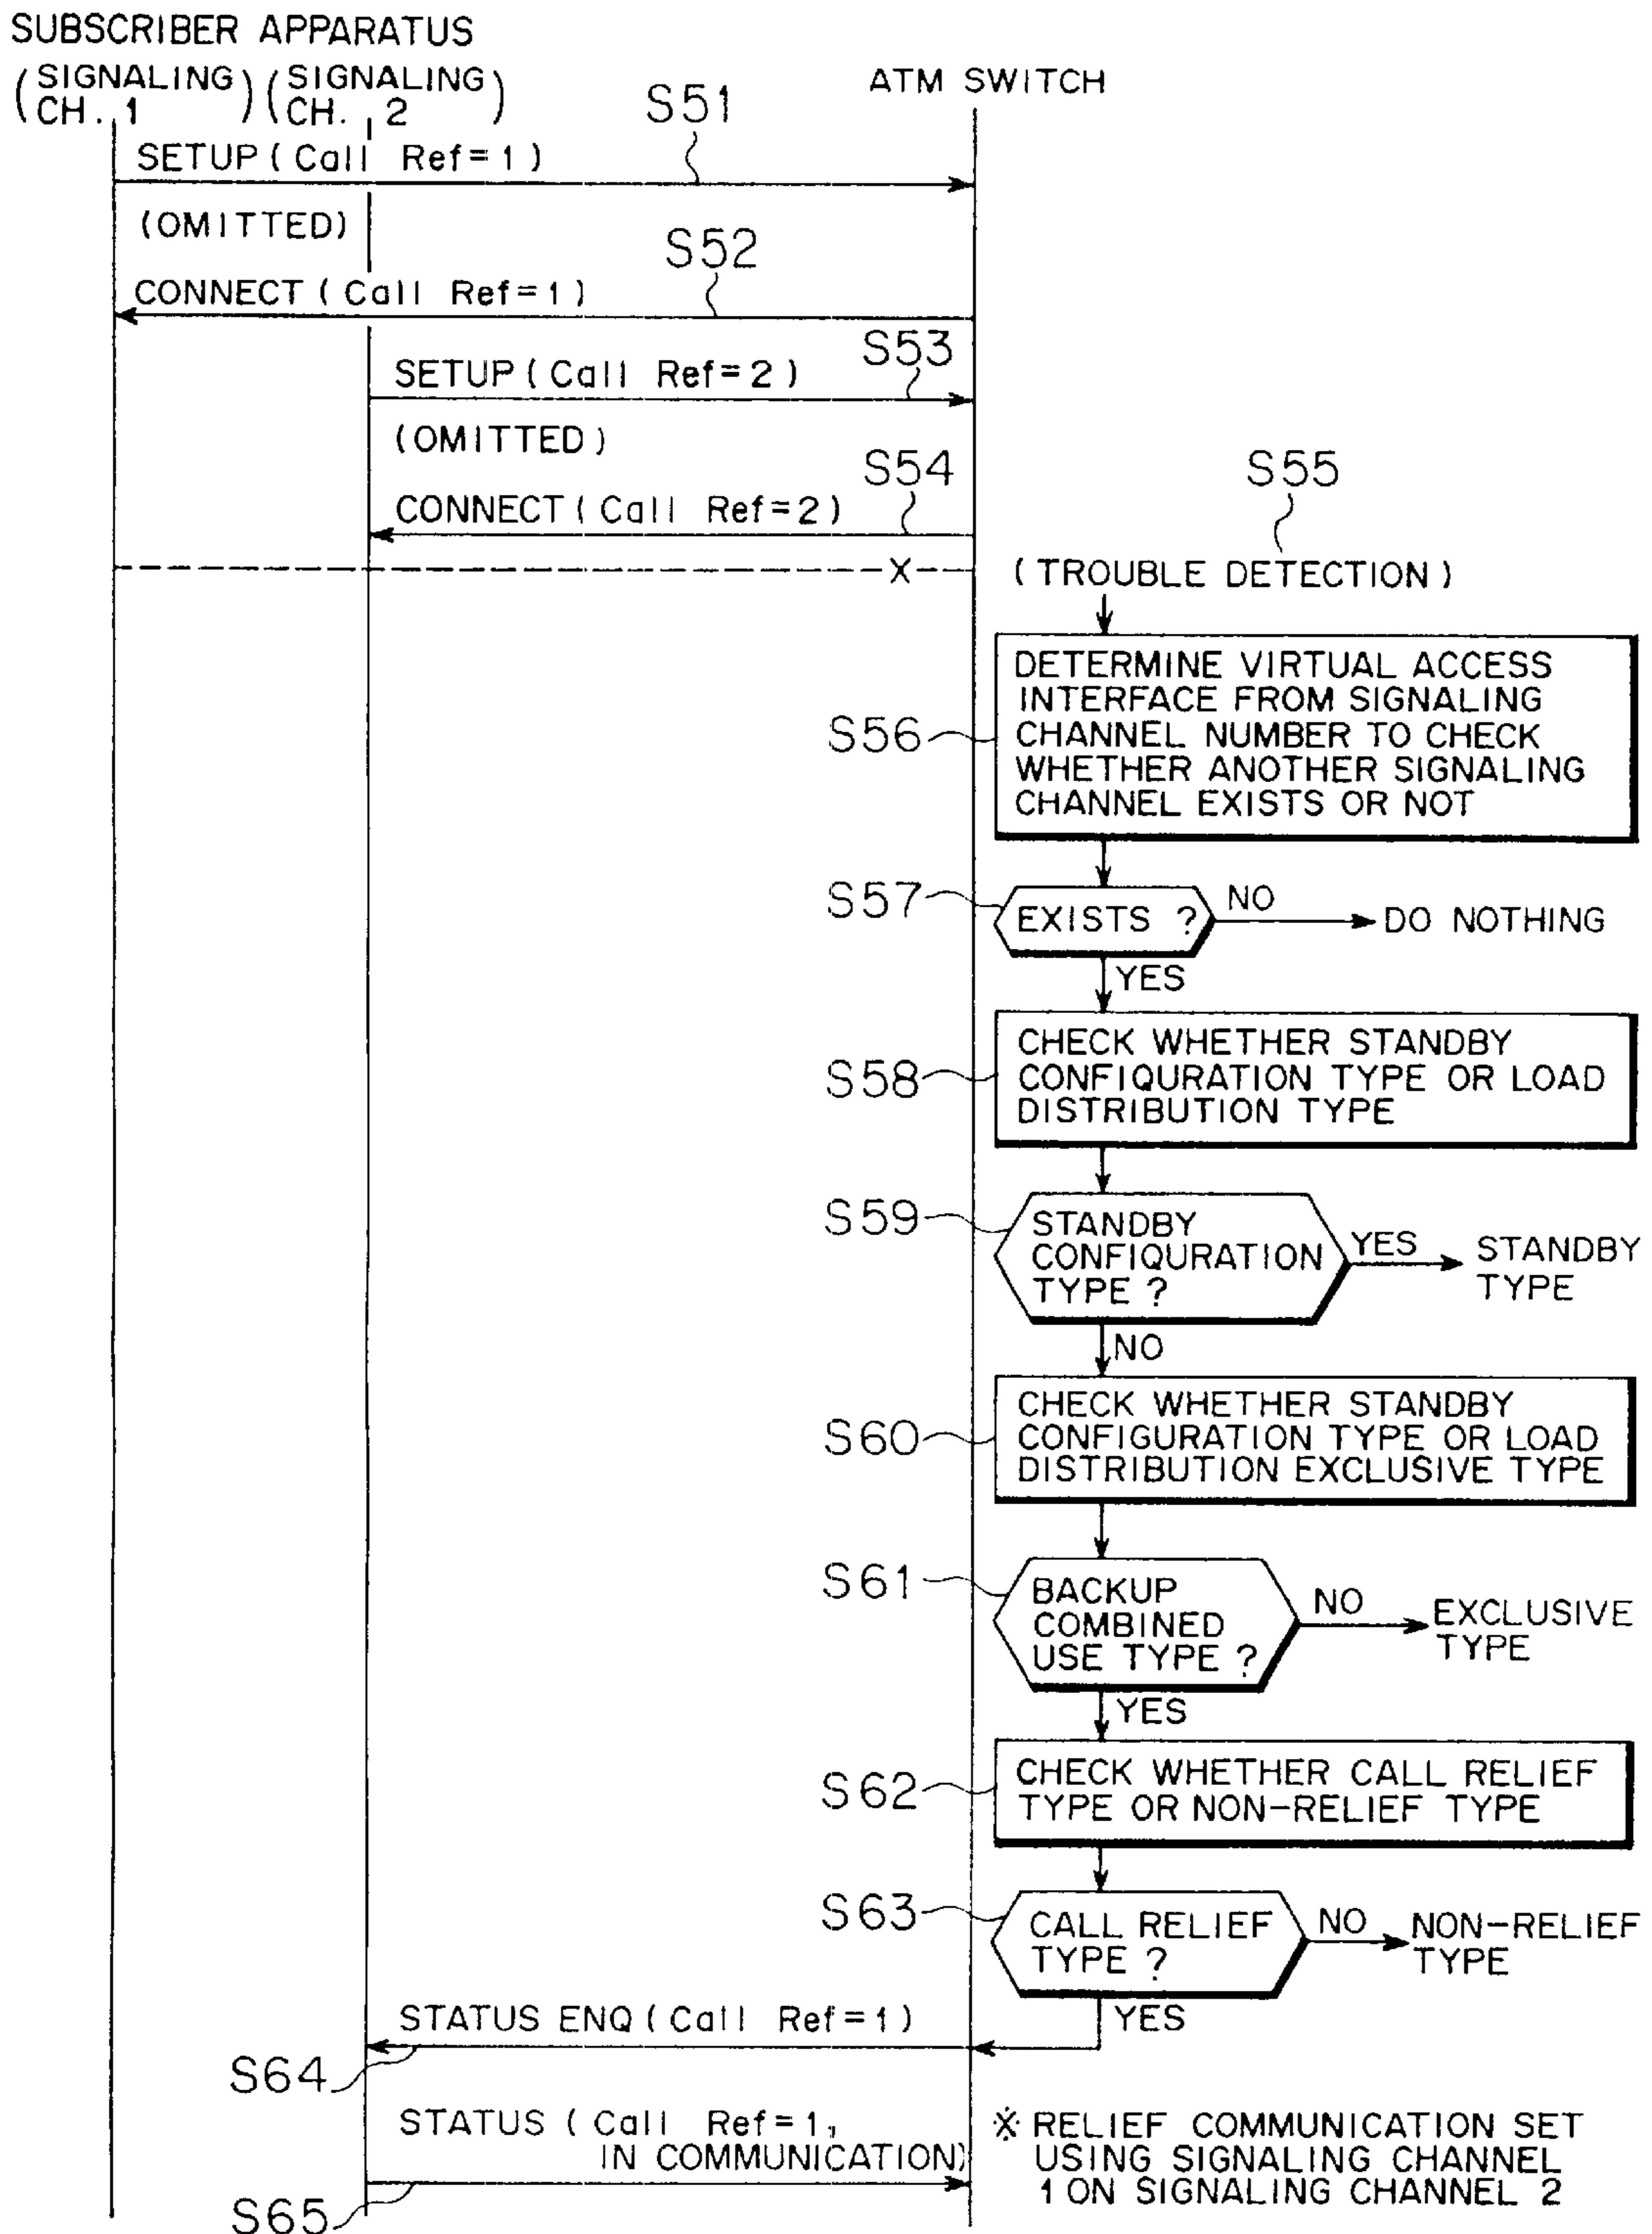 SUBSCRIBER APPARATUS
(SIGNALING CH. 1) (SIGNALING CH. 2)
ATM SWITCH
S51
SETUP (Call Ref=1)
(OMITTED)
S52
CONNECT (Call Ref=1)
S53
SETUP (Call Ref=2)
(OMITTED)
S54
CONNECT (Call Ref=2)
X
S55
(TROUBLE DETECTION)
S56
DETERMINE VIRTUAL ACCESS
INTERFACE FROM SIGNALING
CHANNEL NUMBER TO CHECK
WHETHER ANOTHER SIGNALING
CHANNEL EXISTS OR NOT
S57
EXISTS ?
NO
DO NOTHING
YES
S58
CHECK WHETHER STANDBY
CONFIQURATION TYPE OR LOAD
DISTRIBUTION TYPE
S59
STANDBY
CONFIQURATION
TYPE ?
YES
STANDBY
TYPE
NO
S60
CHECK WHETHER STANDBY
CONFIGURATION TYPE OR LOAD
DISTRIBUTION EXCLUSIVE TYPE
S61
BACKUP
COMBINED
USE TYPE ?
NO
EXCLUSIVE
TYPE
YES
S62
CHECK WHETHER CALL RELIEF
TYPE OR NON-RELIEF TYPE
S63
CALL RELIEF
TYPE ?
NO
NON-RELIEF
TYPE
YES
STATUS ENQ (Call Ref=1)
S64
STATUS (Call Ref=1,
IN COMMUNICATION)
S65
※ RELIEF COMMUNICATION SET
USING SIGNALING CHANNEL
1 ON SIGNALING CHANNEL 2